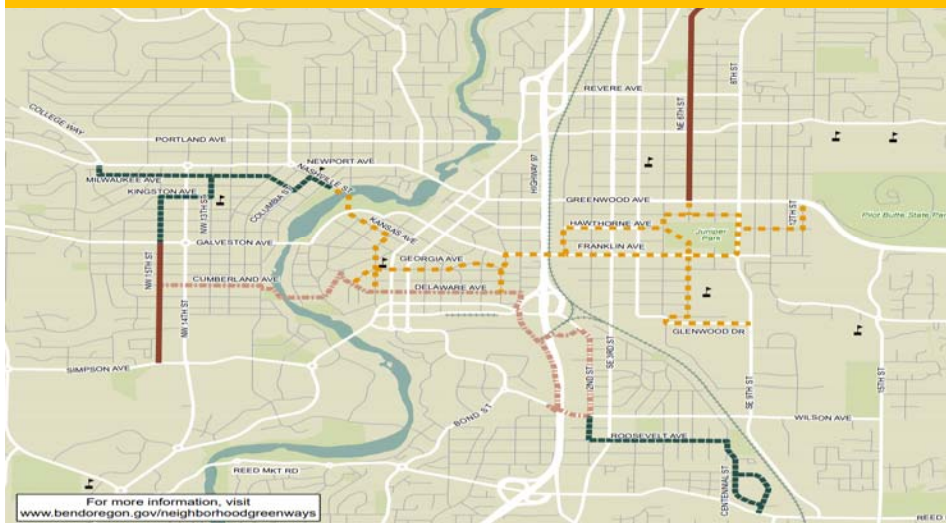 REVERE AVE
8TH ST
NE 6TH ST
COLLEGE WAY
PORTLAND AVE
HIGHWAY 97
NEWPORT AVE
NASHVILLE ST
MILWAUKEE AVE
KINGSTON AVE
COLUMBIA ST
NW 13TH ST
GREENWOOD AVE
12TH ST
Pilot Butte State Pa
KANSAS AVE
HAWTHORNE AVE
Juniper
Park
GALVESTON AVE
FRANKLIN AVE
GEORGIA AVE
NW 15TH ST
CUMBERLAND AVE
DELAWARE AVE
NW 14TH ST
GLENWOOD DR
SIMPSON AVE
2ND ST
SE 3RD ST
SE 9TH ST
15TH ST
BOND ST
WILSON AVE
ROOSEVELT AVE
REED MKT RD
CENTENNIAL ST
REED
For more information, visit
www.bendoregon.gov/neighborhoodgreenways